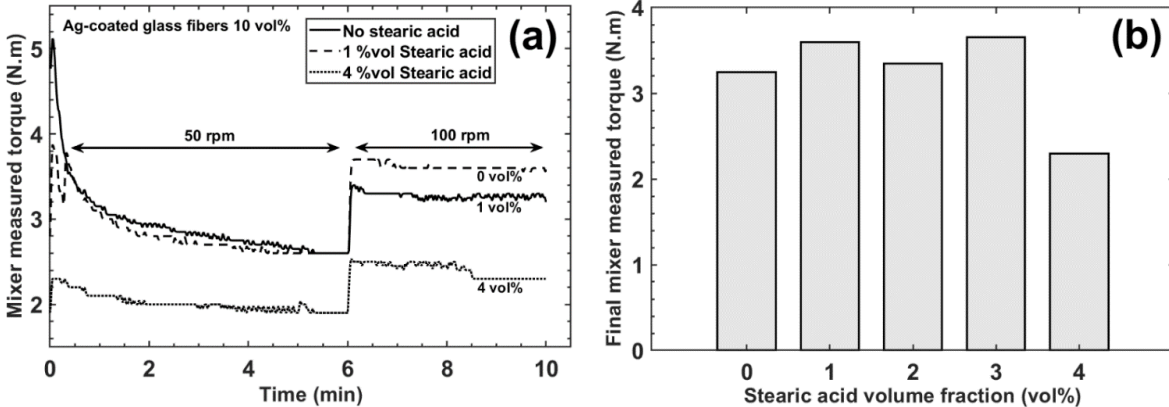 Ag-coated glass fibers 10 vol%
(a)
No stearic acid
1 %vol Stearic acid
4 %vol Stearic acid
50 rpm
100 rpm
0 vol%
1 vol%
4 vol%
5
4
3
2
0
2
4
6
8
10
Mixer measured torque (N.m)
Time (min)
(b)
4
3
2
1
0
0
1
2
3
4
Final mixer measured torque (N.m)
Stearic acid volume fraction (vol%)